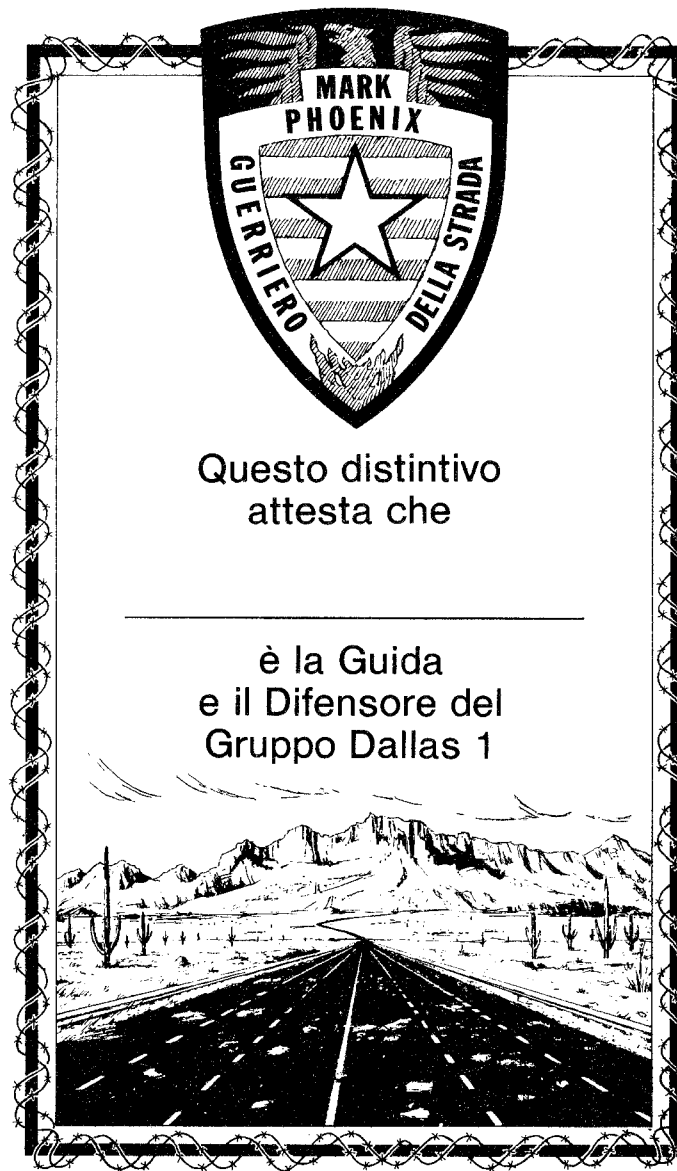 MARK
PHOENIX
GUERRIERO
DELLA STRADA
Questo distintivo
attesta che
è la Guida
e il Difensore del
Gruppo Dallas 1